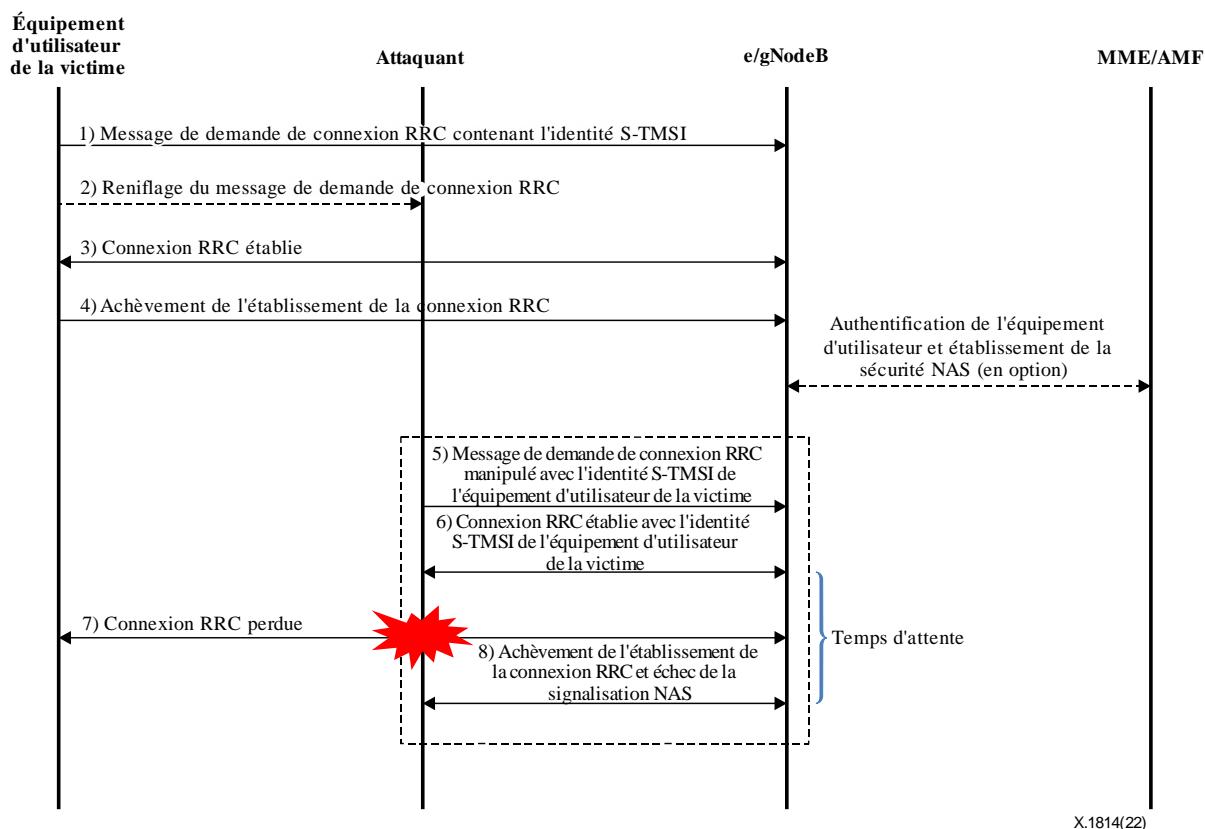 Équipement
d'utilisateur
de la victime
Attaquant
e/gNodeB
MME/AMF
1) Message de demande de connexion RRC contenant l'identité S-TMSI
2) Reniflage du message de demande de connexion RRC
3) Connexion RRC établie
4) Achèvement de l'établissement de la connexion RRC
Authentification de l'équipement
d'utilisateur et établissement de la
sécurité NAS (en option)
5) Message de demande de connexion RRC
manipulé avec l'identité S-TMSI de
l'équipement d'utilisateur de la victime
6) Connexion RRC établie avec l'identité
S-TMSI de l'équipement d'utilisateur
de la victime
7) Connexion RRC perdue
Temps d'attente
8) Achèvement de l'établissement de
la connexion RRC et échec de la
signalisation NAS
X.1814(22)